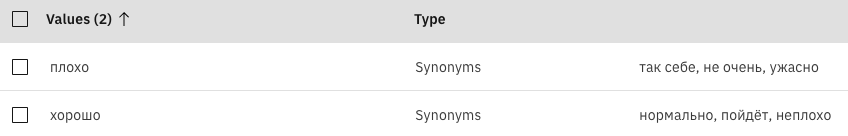 Values (2) ↑ Type
плохо Synonyms так себе, не очень, ужасно
хорошо Synonyms нормально, пойдёт, неплохо